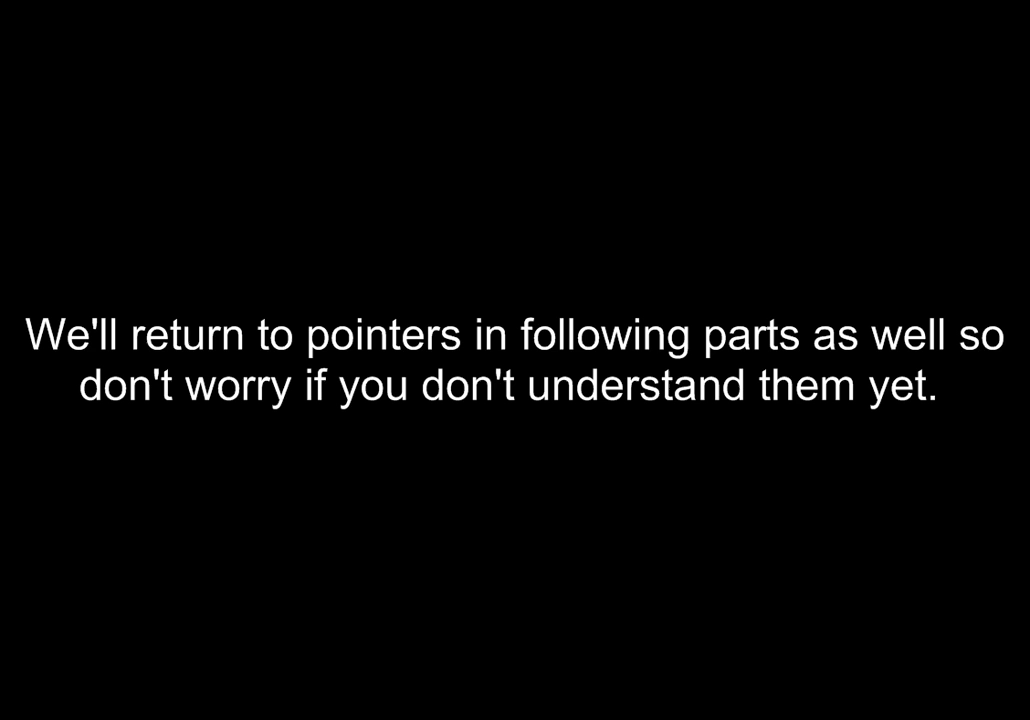 We'll return to pointers in following parts as well so
don't worry if you don't understand them yet.